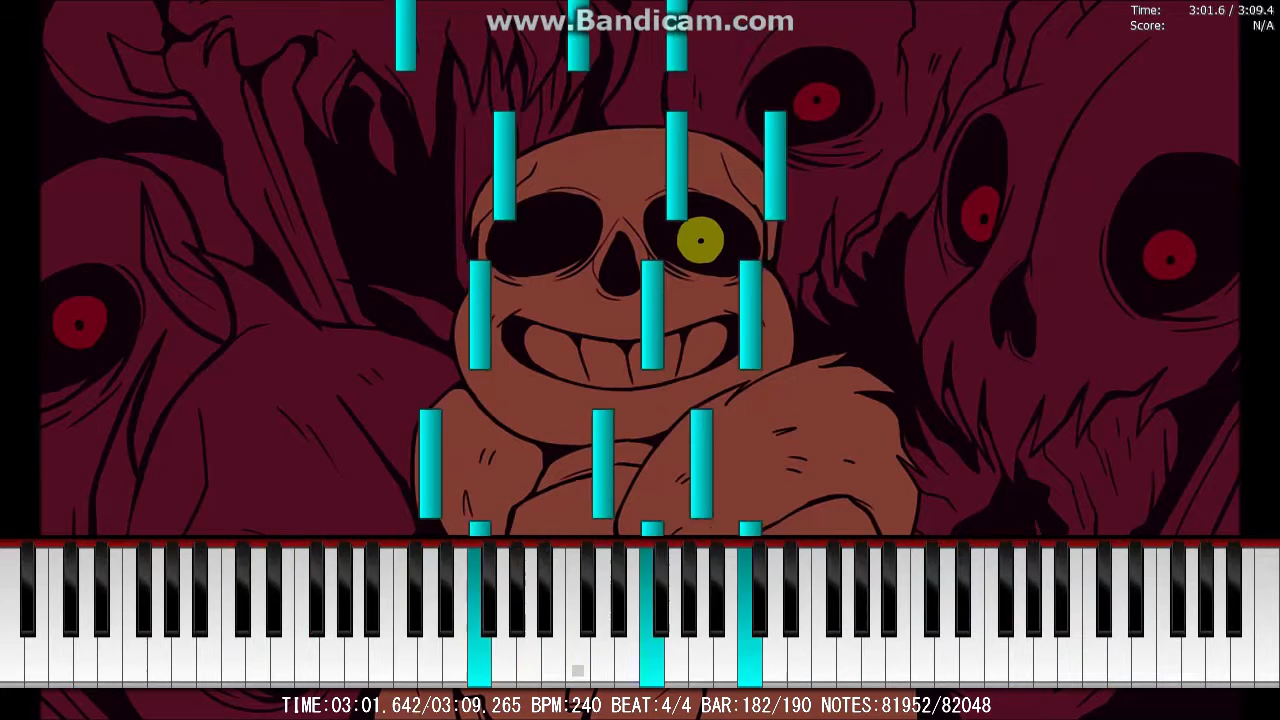 www.Bandicam.com
Time: 3:01.6 / 3:09.4
Score: N/A
TIME:03:01.642/03:09.265 BPM:240 BEAT:4/4 BAR:182/190 NOTES:81952/82048